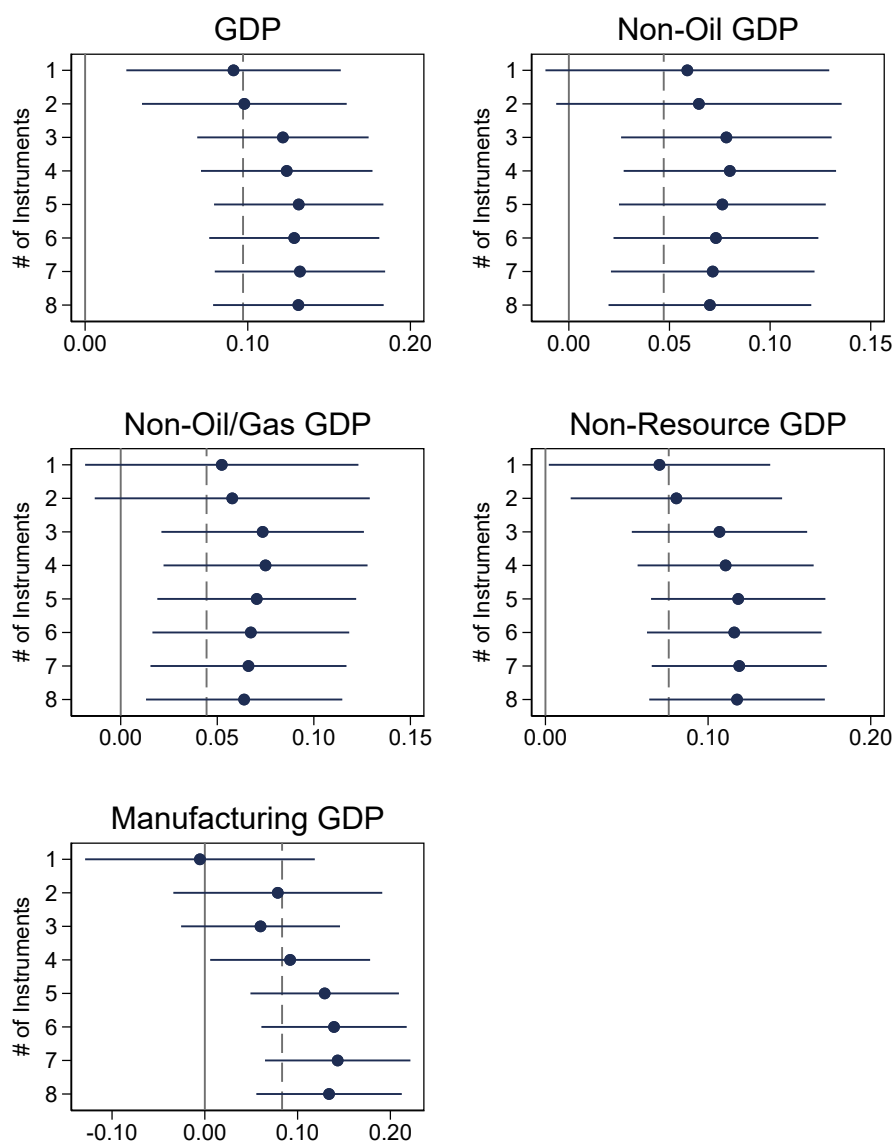 GDP
# of Instruments
1
2
3
4
5
6
7
8
0.00 0.10 0.20
Non-Oil GDP
# of Instruments
1
2
3
4
5
6
7
8
0.00 0.05 0.10 0.15
Non-Oil/Gas GDP
# of Instruments
1
2
3
4
5
6
7
8
0.00 0.05 0.10 0.15
Non-Resource GDP
# of Instruments
1
2
3
4
5
6
7
8
0.00 0.10 0.20
Manufacturing GDP
# of Instruments
1
2
3
4
5
6
7
8
-0.10 0.00 0.10 0.20